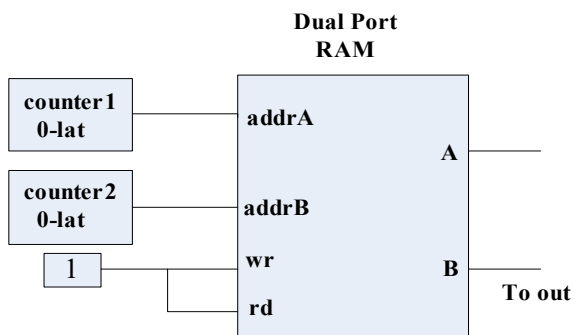 Dual Port
RAM
counter1
0-lat
addrA
A
counter2
0-lat
addrB
1
wr
B
rd
To out